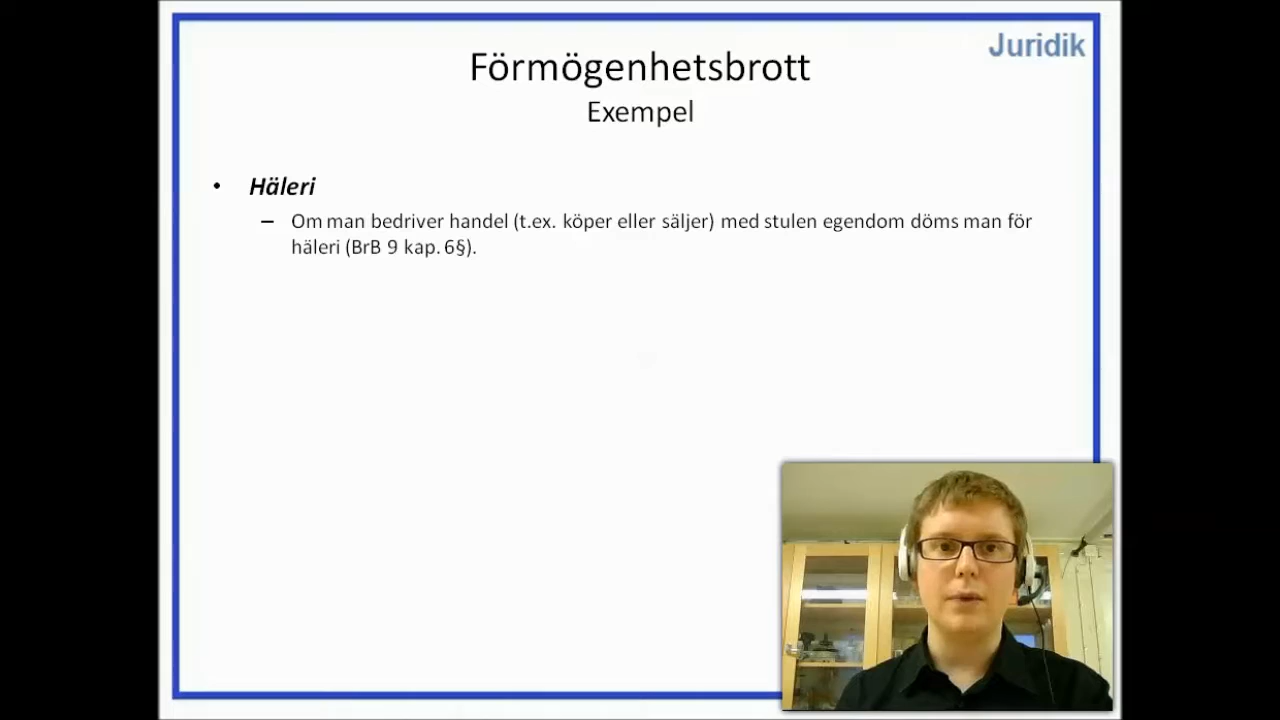 Juridik
Förmögenhetsbrott
Exempel
• Häleri
– Om man bedriver handel (t.ex. köper eller säljer) med stulen egendom döms man för
häleri (BrB 9 kap. 6§).